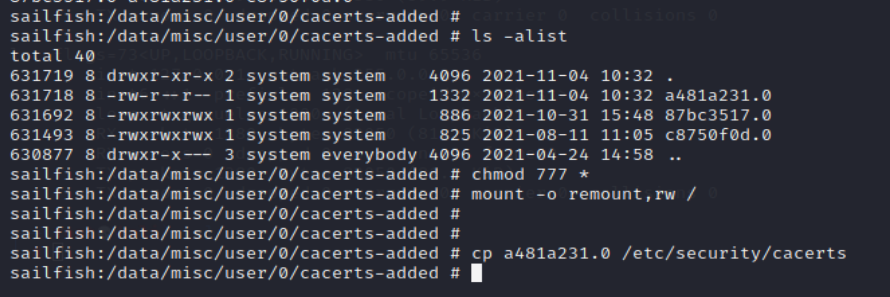 sailfish:/data/misc/user/0/cacerts-added #
sailfish:/data/misc/user/0/cacerts-added # ls -alist
total 40
631719 8 drwxr-xr-x 2 system system 4096 2021-11-04 10:32 .
631718 8 -rw-r--r-- 1 system system 1332 2021-11-04 10:32 a481a231.0
631692 8 -rwxrwxrwx 1 system system 886 2021-10-31 15:48 87bc3517.0
631493 8 -rwxrwxrwx 1 system system 825 2021-08-11 11:05 c8750f0d.0
630877 8 drwxr-x--- 3 system everybody 4096 2021-04-24 14:58 ..
sailfish:/data/misc/user/0/cacerts-added # chmod 777 *
sailfish:/data/misc/user/0/cacerts-added # mount -o remount,rw /
sailfish:/data/misc/user/0/cacerts-added #
sailfish:/data/misc/user/0/cacerts-added #
sailfish:/data/misc/user/0/cacerts-added # cp a481a231.0 /etc/security/cacerts
sailfish:/data/misc/user/0/cacerts-added #